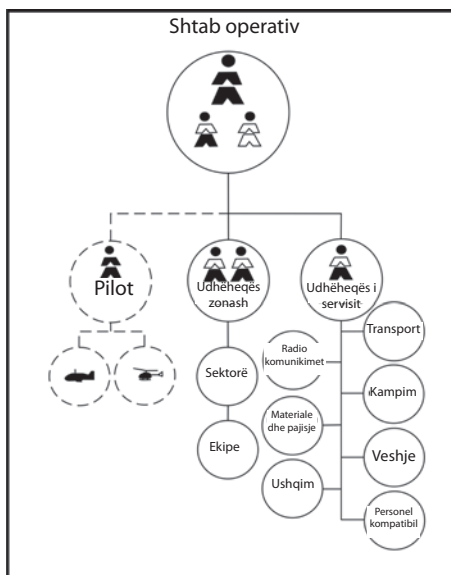 Shtab operativ
Pilot
Udhëheqës
zonash
Udhëheqës i
servisit
Sektorë
Ekipe
Radio
komunikimet
Materiale
dhe pajisje
Ushqim
Transport
Kampim
Veshje
Personel
kompatibil